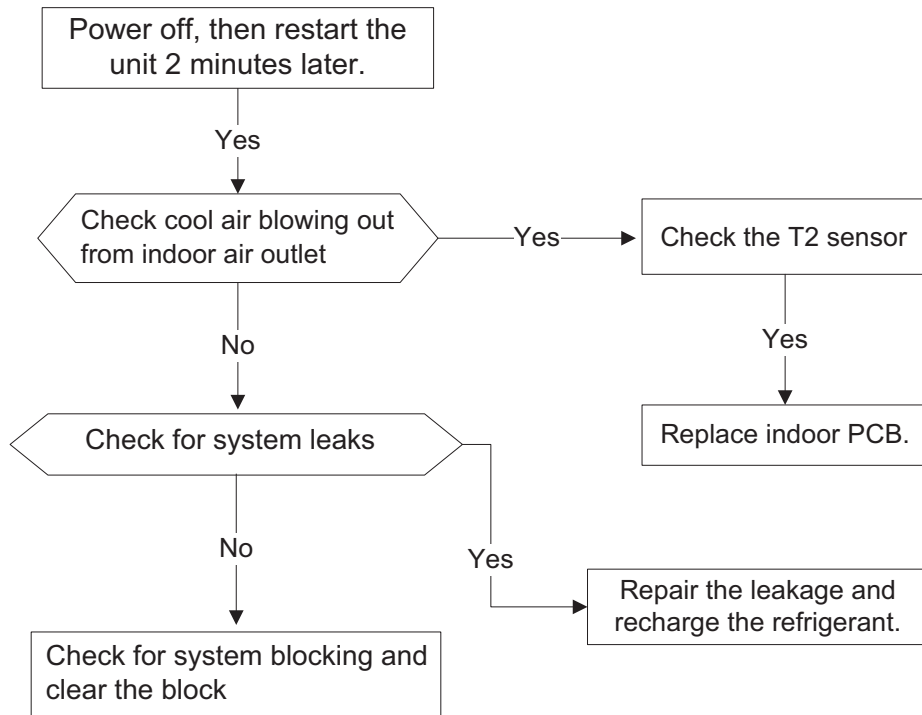 Power off, then restart the
unit 2 minutes later.
Yes
Check cool air blowing out
from indoor air outlet
Yes
Check the T2 sensor
Yes
Replace indoor PCB.
No
Check for system leaks
Yes
Repair the leakage and
recharge the refrigerant.
No
Check for system blocking and
clear the block